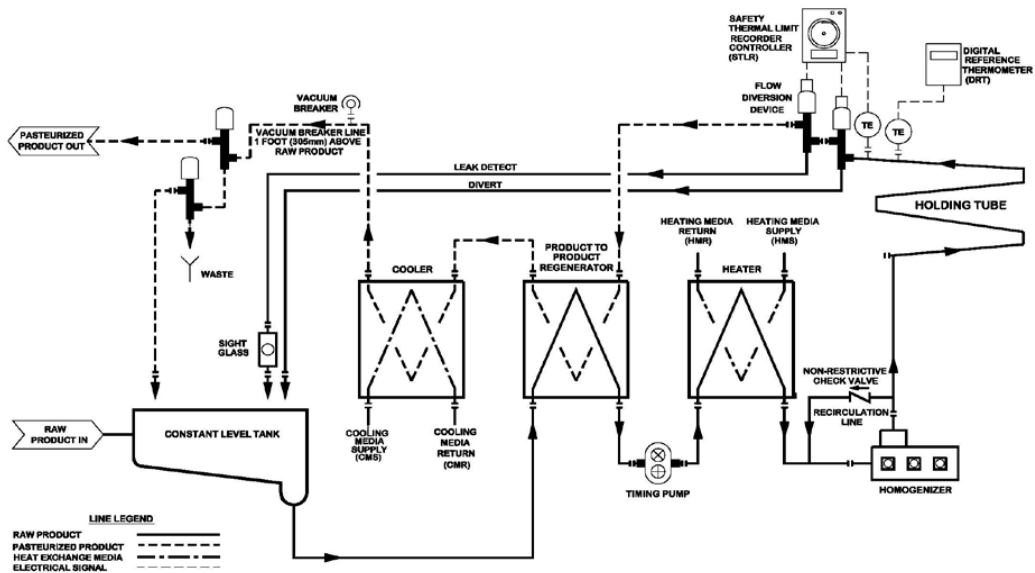 SAFETY
THERMAL LIMIT
RECORDER
CONTROLLER
(STLR)
DIGITAL
REFERENCE
THERMOMETER
(DRT)
FLOW
DIVERSION
DEVICE
TE
TE
VACUUM
BREAKER
PASTEURIZED
PRODUCT OUT
VACUUM BREAKER LINE
1 FOOT (305mm) ABOVE
RAW PRODUCT
LEAK DETECT
DIVERT
HOLDING TUBE
WASTE
HEATING MEDIA
RETURN
(HMR)
HEATING MEDIA
SUPPLY
(HMS)
PRODUCT TO
PRODUCT
REGENERATOR
COOLER
HEATER
SIGHT
GLASS
NON-RESTRICTIVE
CHECK VALVE
RECIRCULATION
LINE
RAW
PRODUCT IN
CONSTANT LEVEL TANK
COOLING
MEDIA
SUPPLY
(CMS)
COOLING
MEDIA
RETURN
(CMR)
TIMING PUMP
HOMOGENIZER
LINE LEGEND
RAW PRODUCT
PASTEURIZED PRODUCT
HEAT EXCHANGE MEDIA
ELECTRICAL SIGNAL